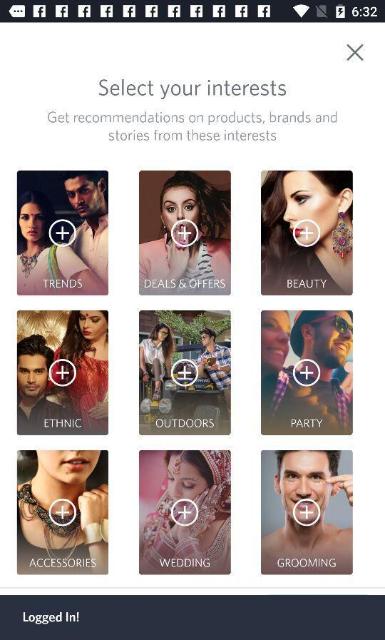 6:32
Select your interests
Get recommendations on products, brands and
stories from these interests
TRENDS
DEALS & OFFERS
BEAUTY
ETHNIC
OUTDOORS
PARTY
ACCESSORIES
WEDDING
GROOMING
Logged In!